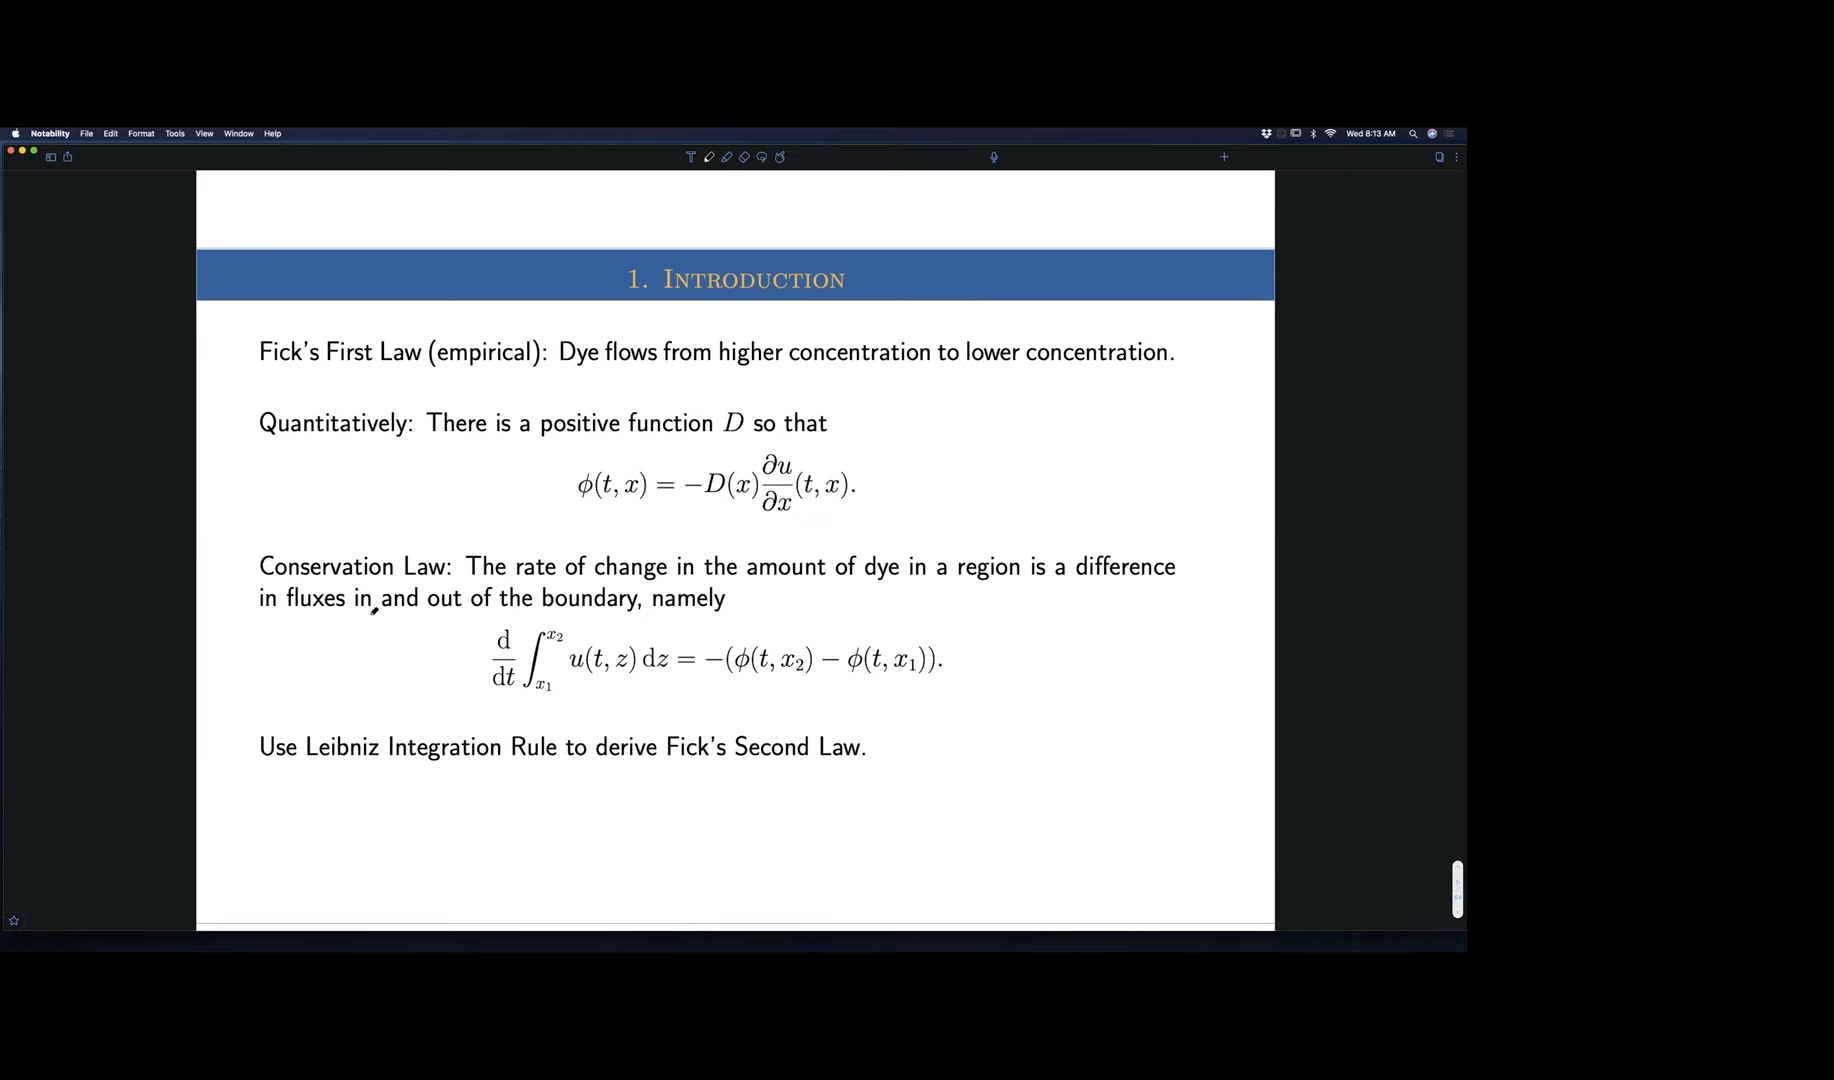 Notability File Edit Format Tools View Window Help Wed 8:13 AM
1. Introduction
Fick's First Law (empirical): Dye flows from higher concentration to lower concentration.
Quantitatively: There is a positive function D so that
ϕ(t, x) = −D(x) ∂u/∂x (t, x).
Conservation Law: The rate of change in the amount of dye in a region is a difference
in fluxes in and out of the boundary, namely
d/dt ∫_{x₁}^{x₂} u(t, z) dz = −(ϕ(t, x₂) − ϕ(t, x₁)).
Use Leibniz Integration Rule to derive Fick's Second Law.